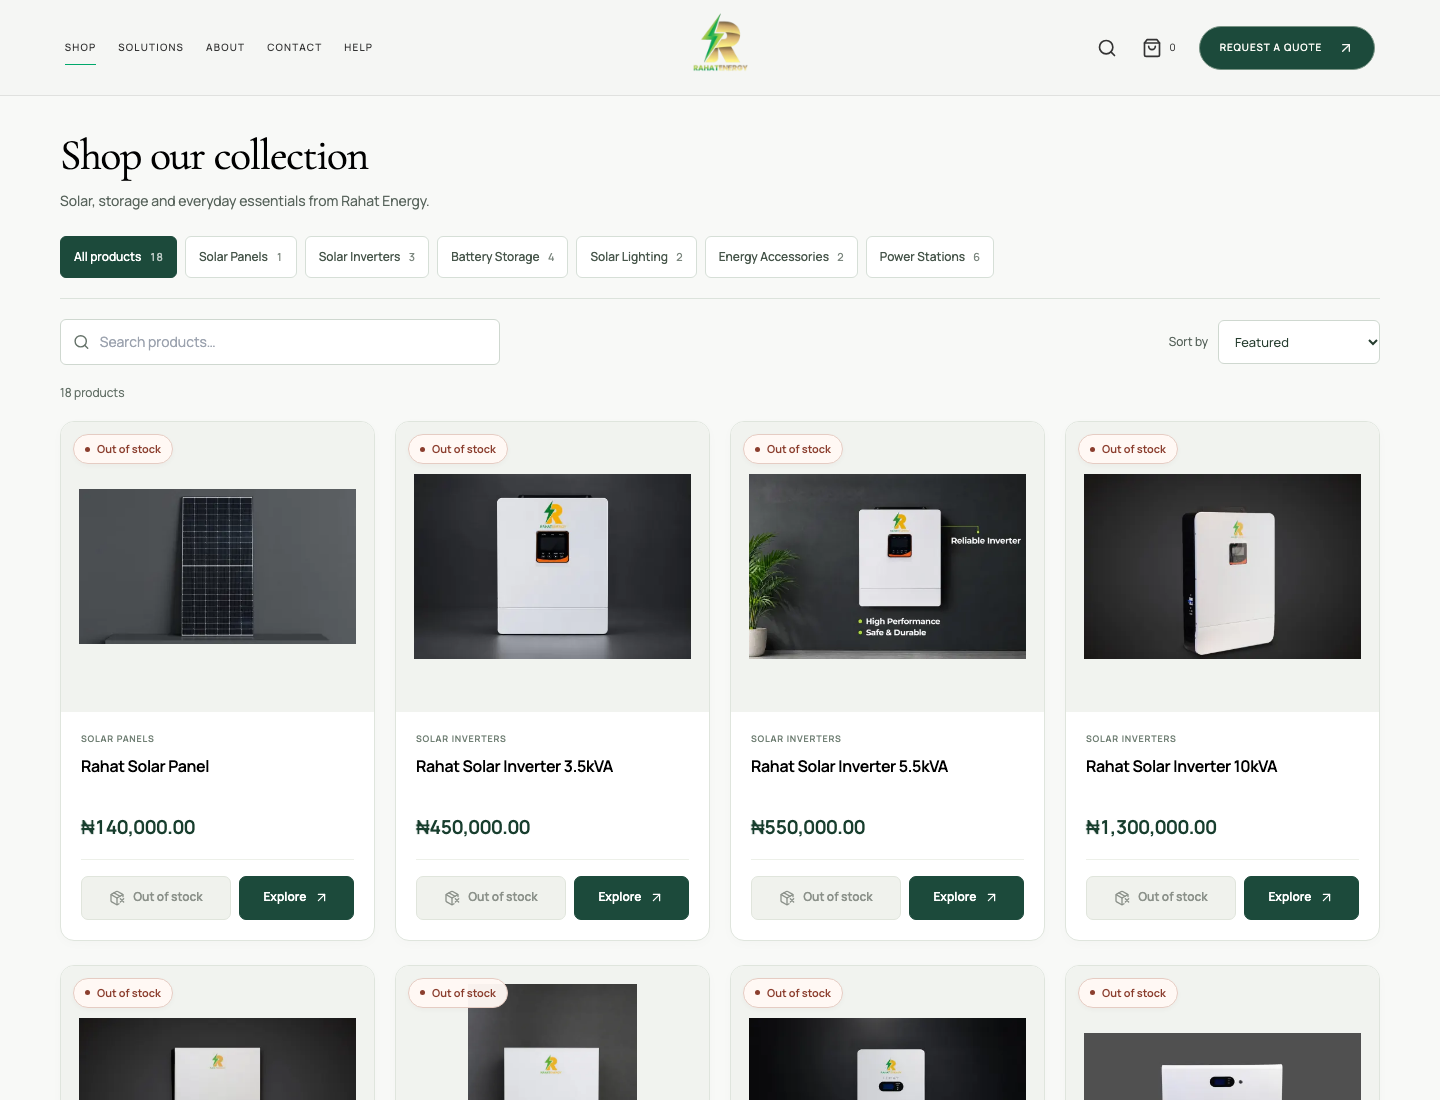 SHOP SOLUTIONS ABOUT CONTACT HELP
RAHATENERGY
0
REQUEST A QUOTE
Shop our collection
Solar, storage and everyday essentials from Rahat Energy.
All products 18 Solar Panels 1 Solar Inverters 3 Battery Storage 4 Solar Lighting 2 Energy Accessories 2 Power Stations 6
Search products...
Sort by Featured
18 products
Out of stock Out of stock Out of stock Out of stock
Reliable Inverter
High Performance
Safe & Durable
SOLAR PANELS SOLAR INVERTERS SOLAR INVERTERS SOLAR INVERTERS
Rahat Solar Panel Rahat Solar Inverter 3.5kVA Rahat Solar Inverter 5.5kVA Rahat Solar Inverter 10kVA
₦140,000.00 ₦450,000.00 ₦550,000.00 ₦1,300,000.00
Out of stock Explore Out of stock Explore Out of stock Explore Out of stock Explore
Out of stock Out of stock Out of stock Out of stock